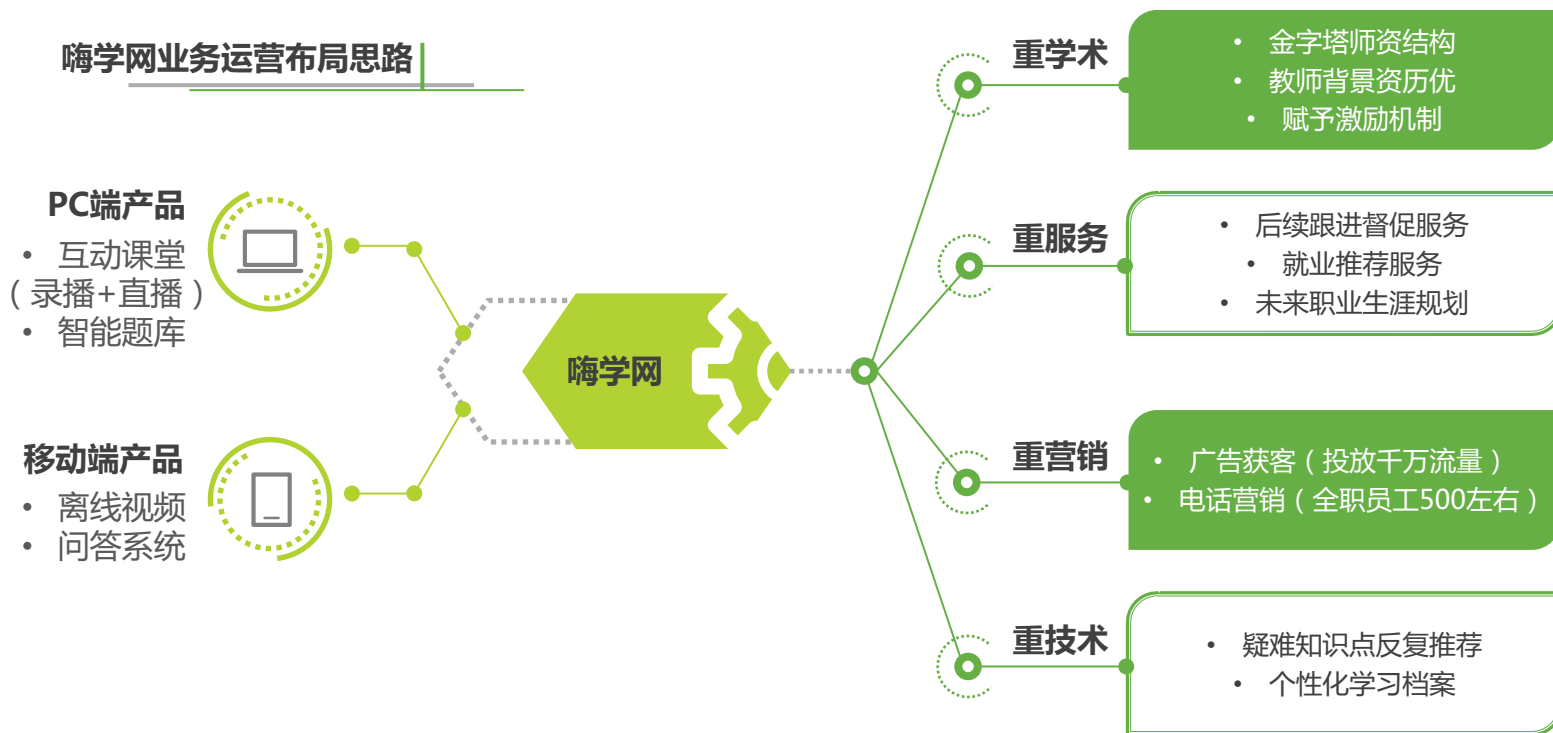 嗨学网业务运营布局思路
PC端产品
• 互动课堂
（录播+直播）
• 智能题库
移动端产品
• 离线视频
• 问答系统
嗨学网
重学术
• 金字塔师资结构
• 教师背景资历优
• 赋予激励机制
重服务
• 后续跟进督促服务
• 就业推荐服务
• 未来职业生涯规划
重营销
• 广告获客（投放千万流量）
• 电话营销（全职员工500左右）
重技术
• 疑难知识点反复推荐
• 个性化学习档案